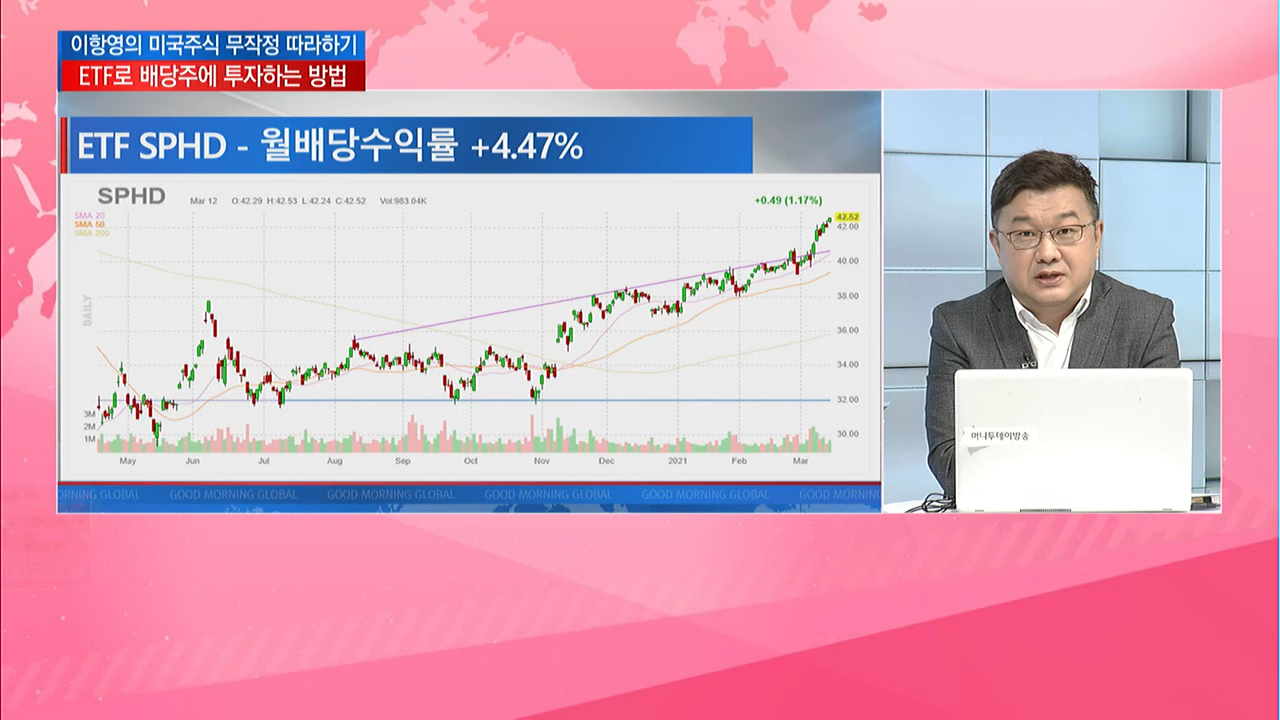 이항영의 미국주식 무작정 따라하기
ETF로 배당주에 투자하는 방법
ETF SPHD - 월배당수익률 +4.47%
SPHD Mar 12 O:42.29 H:42.53 L:42.24 C:42.52 Vol:983.04K +0.49 (1.17%)
SMA 20
SMA 50
SMA 200
DAILY
42.52
42.00
40.00
38.00
36.00
34.00
32.00
30.00
3M
2M
1M
May Jun Jul Aug Sep Oct Nov Dec 2021 Feb Mar
ORNING GLOBAL GOOD MORNING GLOBAL GOOD MORNING GLOBAL GOOD MORNING GLOBAL GOOD MORNING GLOBAL GOOD MORNING
머니투데이방송